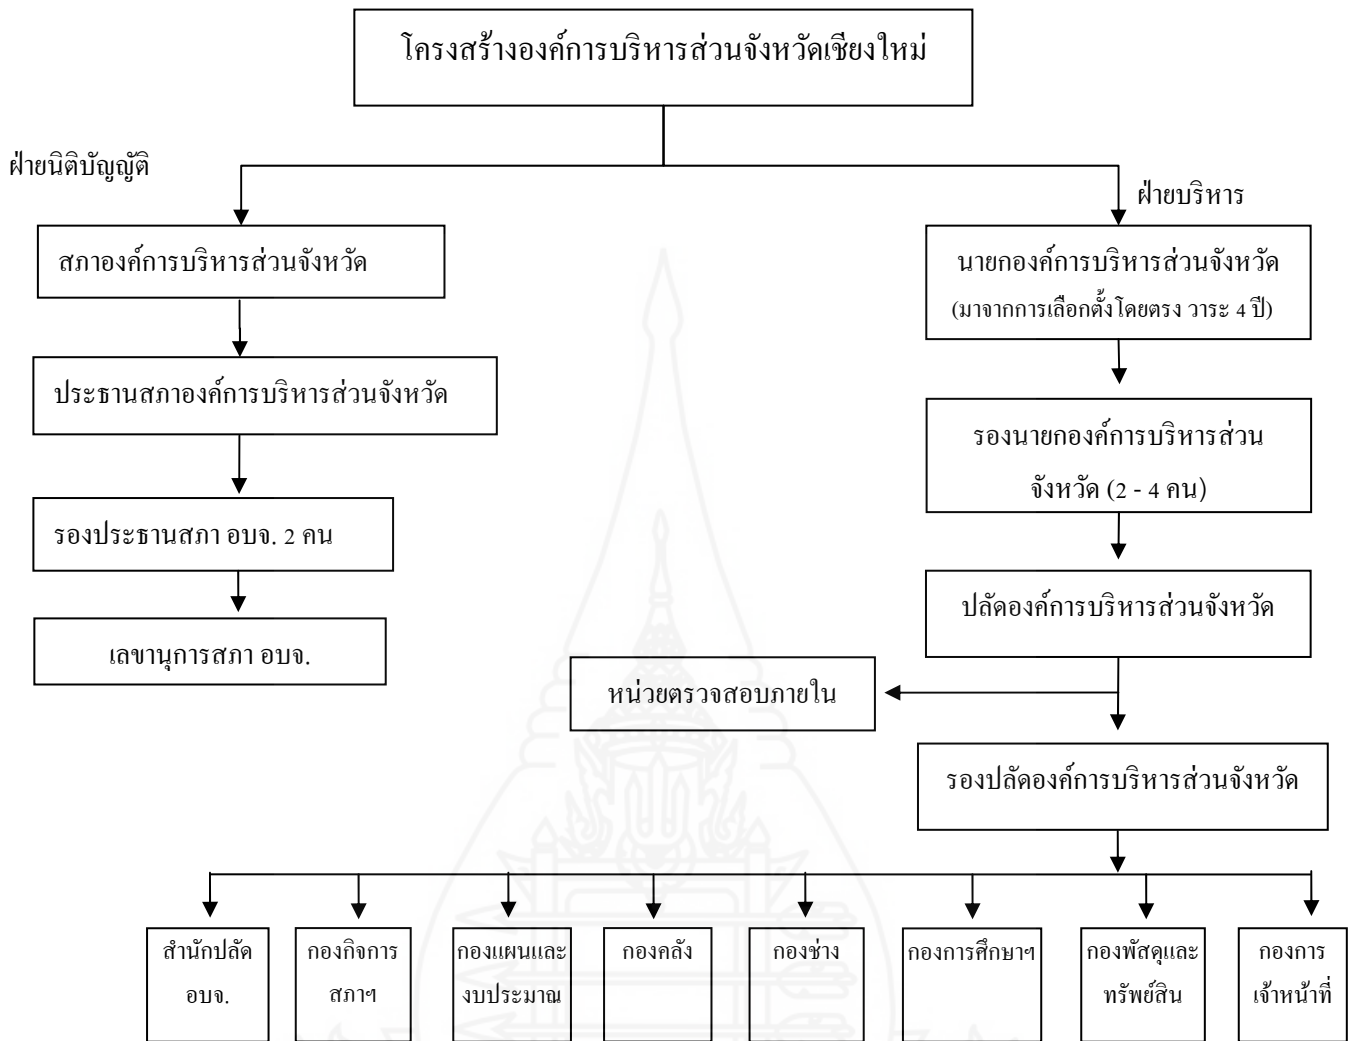 โครงสร้างองค์การบริหารส่วนจังหวัดเชียงใหม่
ฝ่ายนิติบัญญัติ
ฝ่ายบริหาร
สภาองค์การบริหารส่วนจังหวัด
ประธานสภาองค์การบริหารส่วนจังหวัด
รองประธานสภา อบจ. 2 คน
เลขานุการสภา อบจ.
นายกองค์การบริหารส่วนจังหวัด
(มาจากการเลือกตั้งโดยตรง วาระ 4 ปี)
รองนายกองค์การบริหารส่วน
จังหวัด (2 - 4 คน)
ปลัดองค์การบริหารส่วนจังหวัด
หน่วยตรวจสอบภายใน
รองปลัดองค์การบริหารส่วนจังหวัด
สำนักปลัด
อบจ.
กองกิจการ
สภาฯ
กองแผนและ
งบประมาณ
กองคลัง
กองช่าง
กองการศึกษาฯ
กองพัสดุและ
ทรัพย์สิน
กองการ
เจ้าหน้าที่